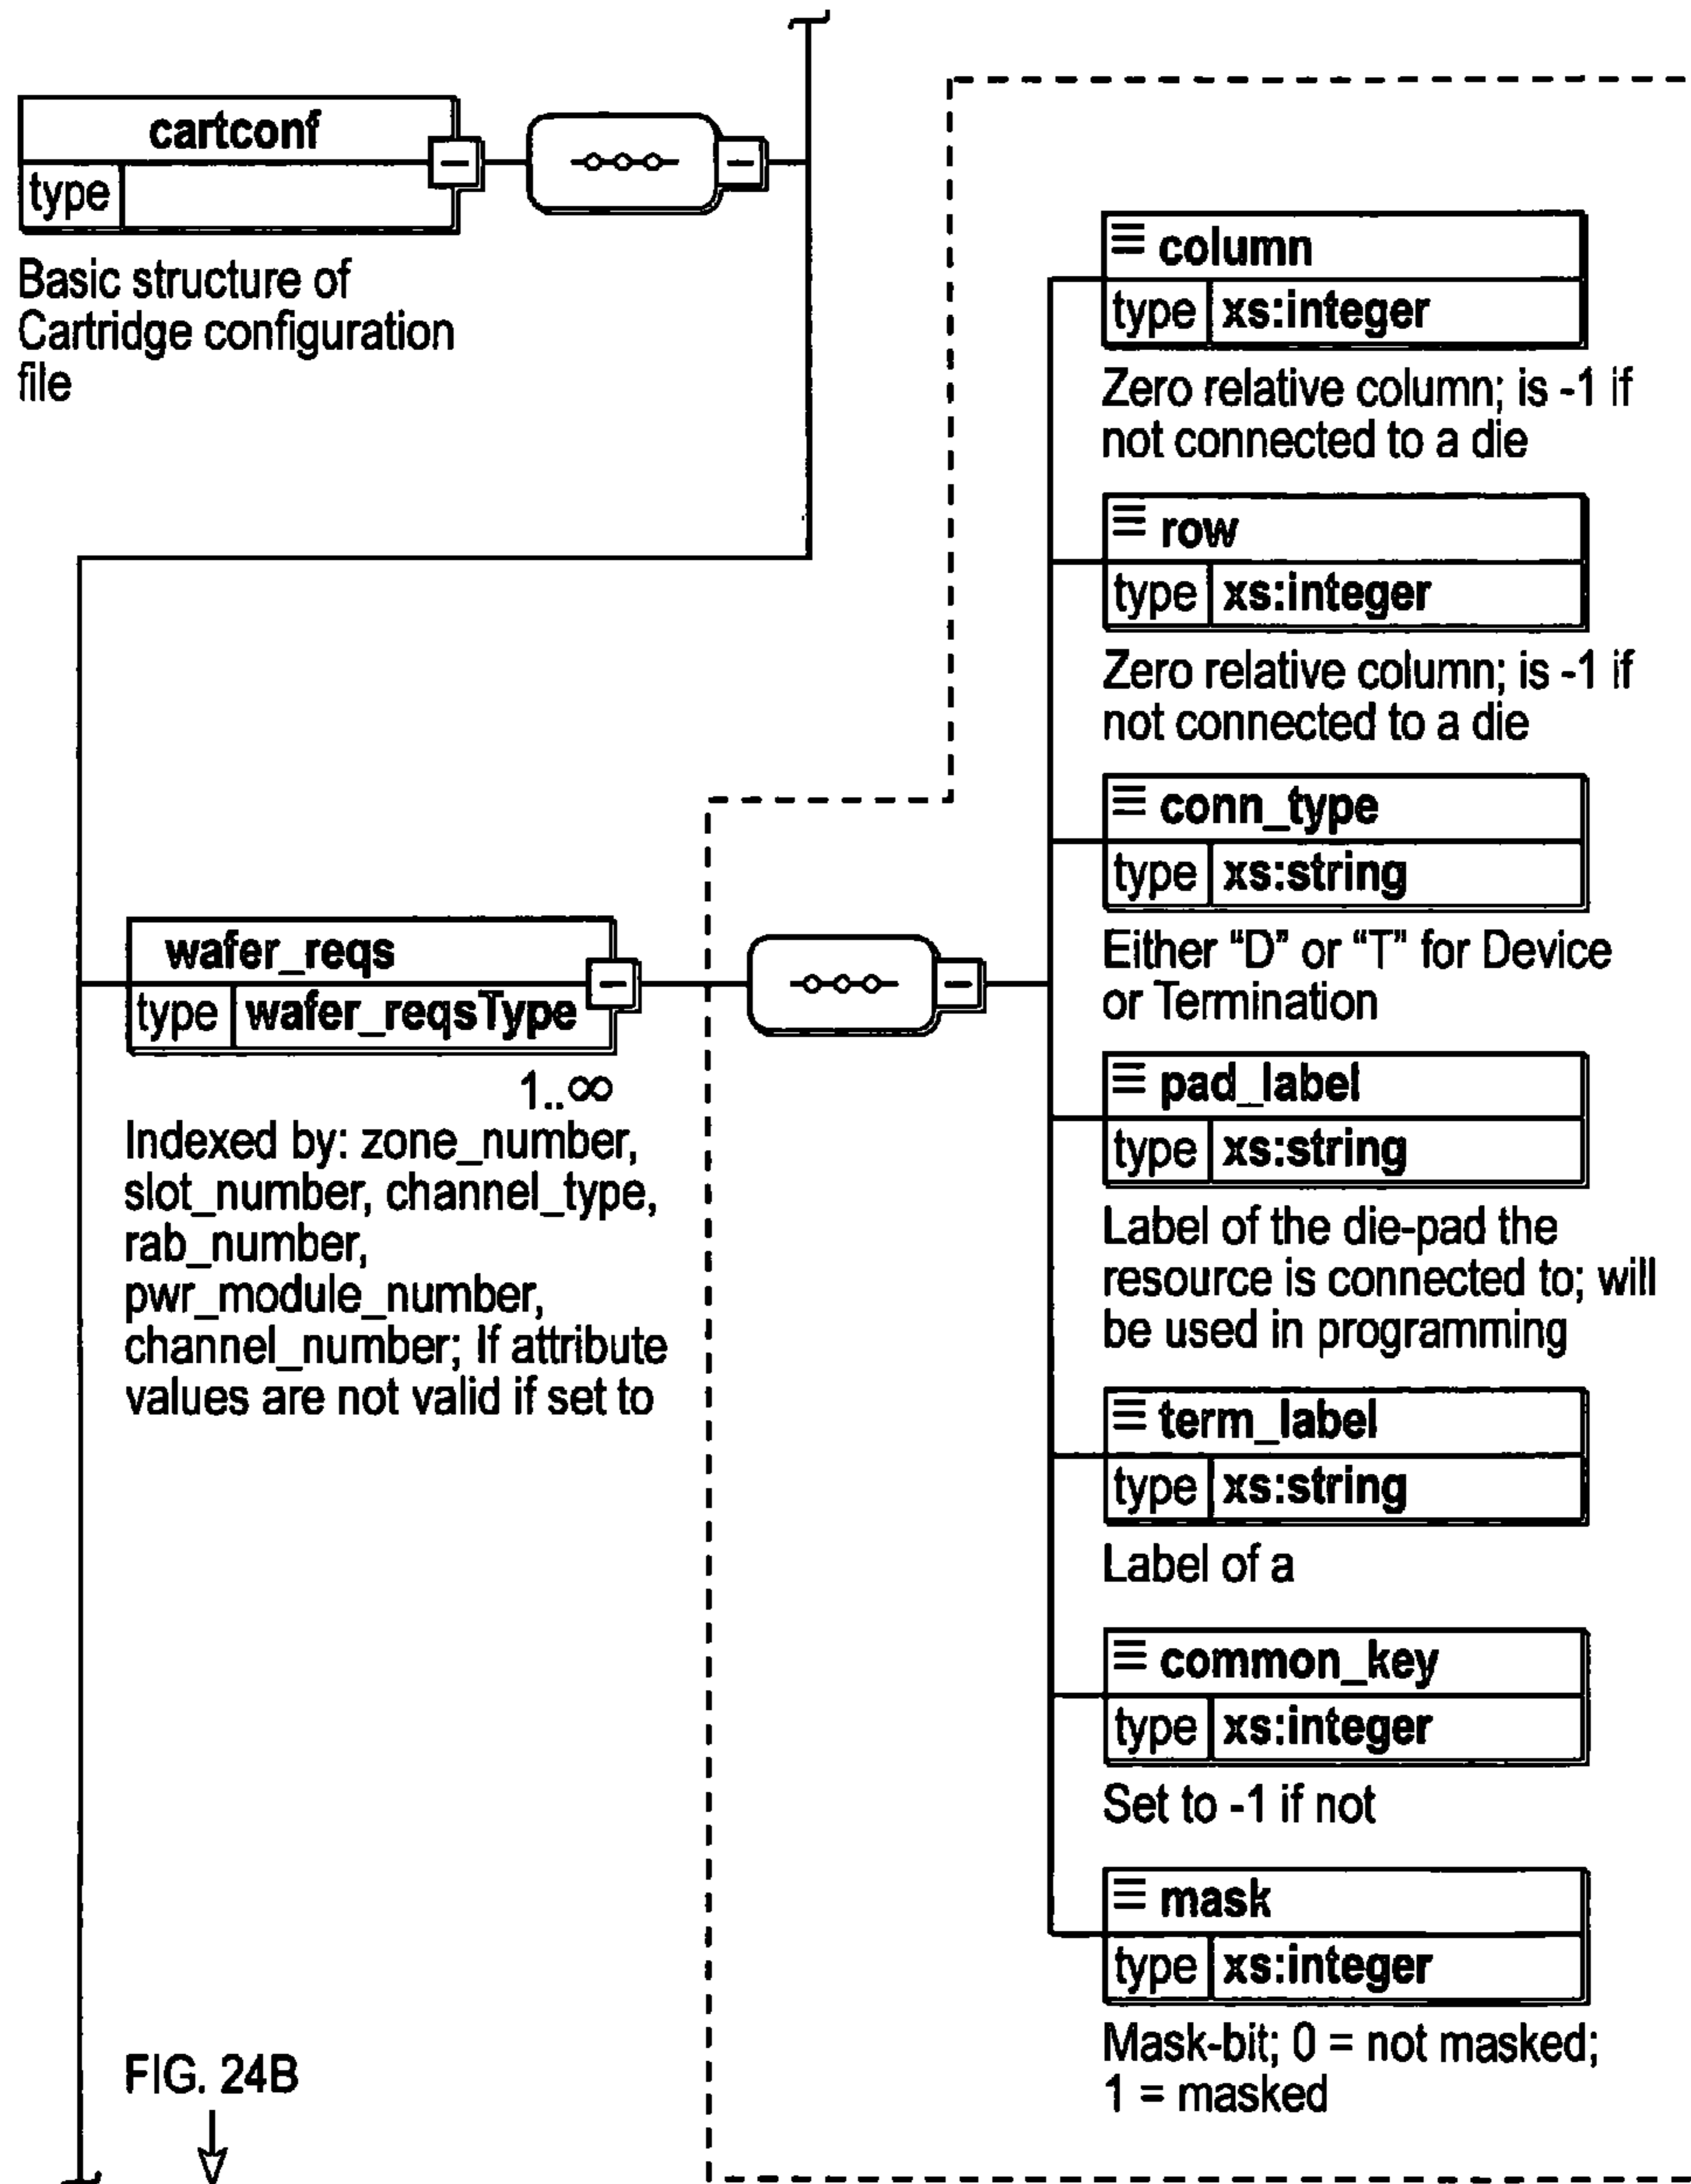 cartconf
type
Basic structure of
Cartridge configuration
file
column
type xs:integer
Zero relative column; is -1 if
not connected to a die
row
type xs:integer
Zero relative column; is -1 if
not connected to a die
conn_type
type xs:string
Either “D” or “T” for Device
or Termination
wafer_reqs
type wafer_reqsType
1..∞
Indexed by: zone_number,
slot_number, channel_type,
rab_number,
pwr_module_number,
channel_number; If attribute
values are not valid if set to
pad_label
type xs:string
Label of the die-pad the
resource is connected to; will
be used in programming
term_label
type xs:string
Label of a
common_key
type xs:integer
Set to -1 if not
mask
type xs:integer
Mask-bit; 0 = not masked;
1 = masked
FIG. 24B